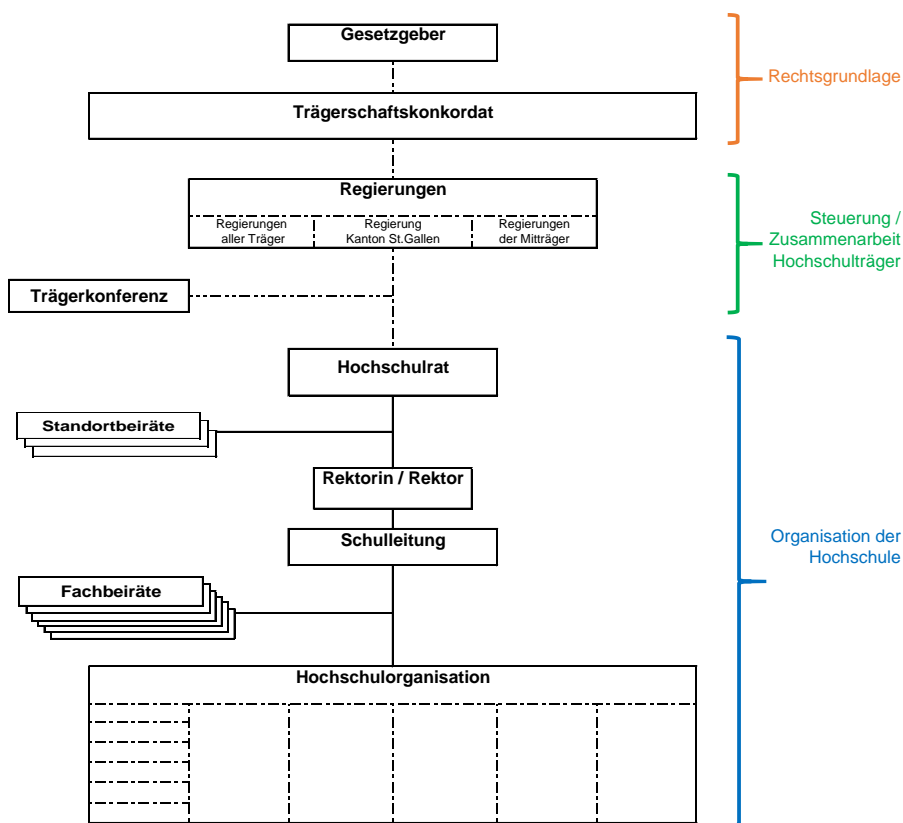 Gesetzgeber
Rechtsgrundlage
Trägerschaftskonkordat
Regierungen
Regierungen
aller Träger
Regierung
Kanton St.Gallen
Regierungen
der Mitträger
Steuerung /
Zusammenarbeit
Hochschulträger
Trägerkonferenz
Hochschulrat
Standortbeiräte
Rektorin / Rektor
Schulleitung
Organisation der
Hochschule
Fachbeiräte
Hochschulorganisation